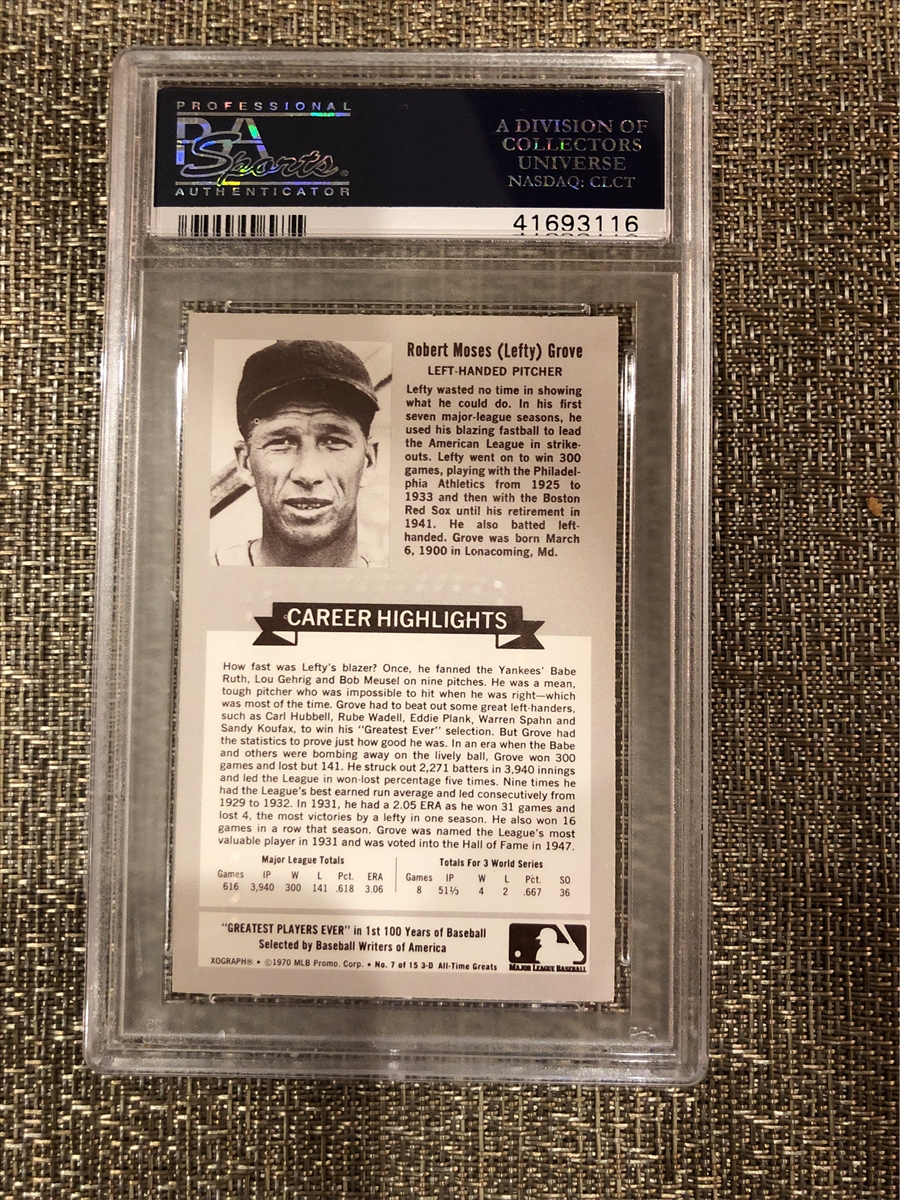 PROFESSIONAL
PSA
Sports
AUTHENTICATOR
A DIVISION OF
COLLECTORS
UNIVERSE
NASDAQ: CLCT
41693116
Robert Moses (Lefty) Grove
LEFT-HANDED PITCHER
Lefty wasted no time in showing
what he could do. In his first
seven major-league seasons, he
used his blazing fastball to lead
the American League in strike-
outs. Lefty went on to win 300
games, playing with the Philadel-
phia Athletics from 1925 to
1933 and then with the Boston
Red Sox until his retirement in
1941. He also batted left-
handed. Grove was born March
6, 1900 in Lonacoming, Md.
CAREER HIGHLIGHTS
How fast was Lefty's blazer? Once, he fanned the Yankees' Babe
Ruth, Lou Gehrig and Bob Meusel on nine pitches. He was a mean,
tough pitcher who was impossible to hit when he was right—which
was most of the time. Grove had to beat out some great left-handers,
such as Carl Hubbell, Rube Wadell, Eddie Plank, Warren Spahn and
Sandy Koufax, to win his "Greatest Ever" selection. But Grove had
the statistics to prove just how good he was. In an era when the Babe
and others were bombing away on the lively ball, Grove won 300
games and lost but 141. He struck out 2,271 batters in 3,940 innings
and led the League in won-lost percentage five times. Nine times he
had the League's best earned run average and led consecutively from
1929 to 1932. In 1931, he had a 2.05 ERA as he won 31 games and
lost 4, the most victories by a lefty in one season. He also won 16
games in a row that season. Grove was named the League's most
valuable player in 1931 and was voted into the Hall of Fame in 1947.
Major League Totals
Games IP W L Pct. ERA
616 3,940 300 141 .618 3.06
Totals For 3 World Series
Games IP W L Pct. SO
8 51⅓ 4 2 .667 36
"GREATEST PLAYERS EVER" in 1st 100 Years of Baseball
Selected by Baseball Writers of America
XOGRAPH® • ©1970 MLB Promo. Corp. • No. 7 of 15 3-D All-Time Greats
MAJOR LEAGUE BASEBALL